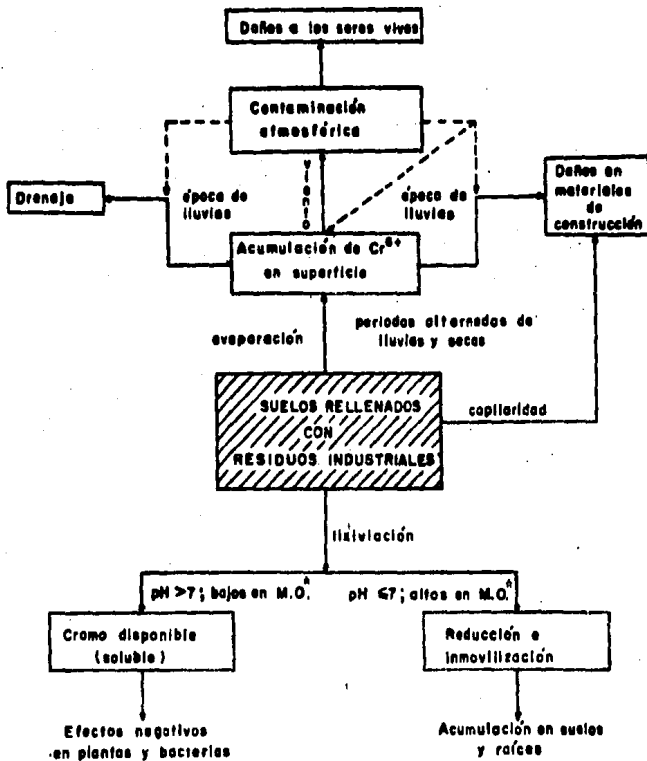 Daños a los seres vivos
Contaminación
atmosférica
viento
Drenaje
época de
lluvias
época de
lluvias
Daños en
materiales
de
construcción
Acumulación de Cr⁶⁺
en superficie
evaporación
periodos alternados de
lluvias y secas
SUELOS RELLENADOS
CON
RESIDUOS INDUSTRIALES
capilaridad
lixiviación
pH >7; bajos en M.O.*
pH ≤7; altos en M.O.*
Cromo disponible
(soluble)
Reducción e
inmovilización
Efectos negativos
en plantas y bacterias
Acumulación en suelos
y raíces